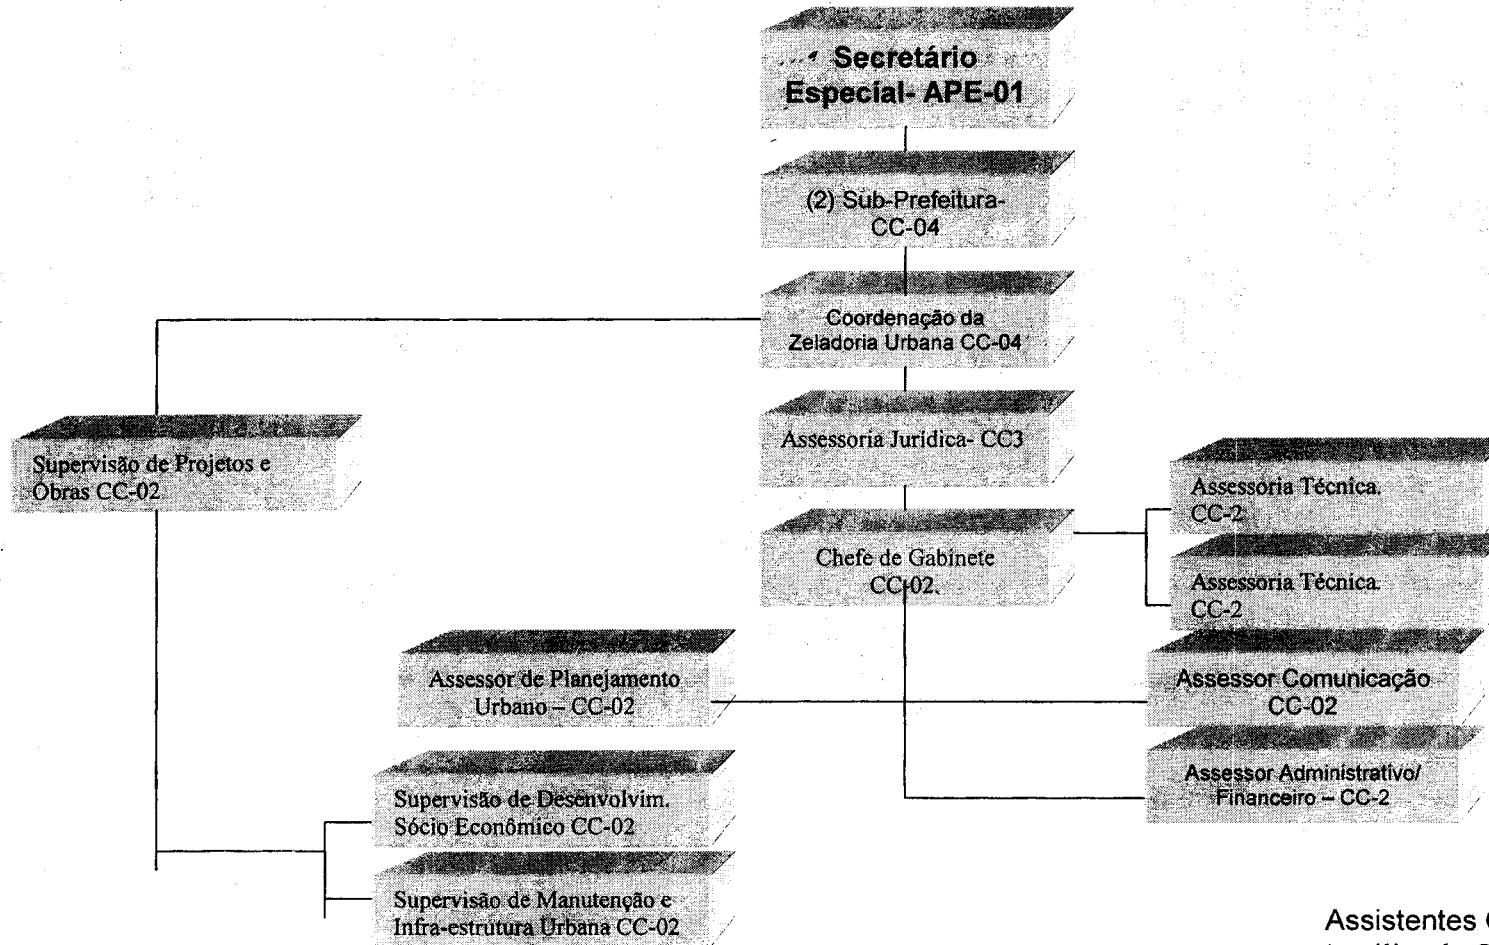 Secretário
Especial- APE-01
(2) Sub-Prefeitura-
CC-04
Coordenação da
Zeladoria Urbana CC-04
Assessoria Jurídica- CC3
Supervisão de Projetos e
Obras CC-02
Assessoria Técnica.
CC-2
Chefe de Gabinete
CC-02.
Assessoria Técnica.
CC-2
Assessor de Planejamento
Urbano – CC-02
Assessor Comunicação
CC-02
Assessor Administrativo/
Financeiro – CC-2
Supervisão de Desenvolvim.
Sócio Econômico CC-02
Supervisão de Manutenção e
Infra-estrutura Urbana CC-02
Assistentes